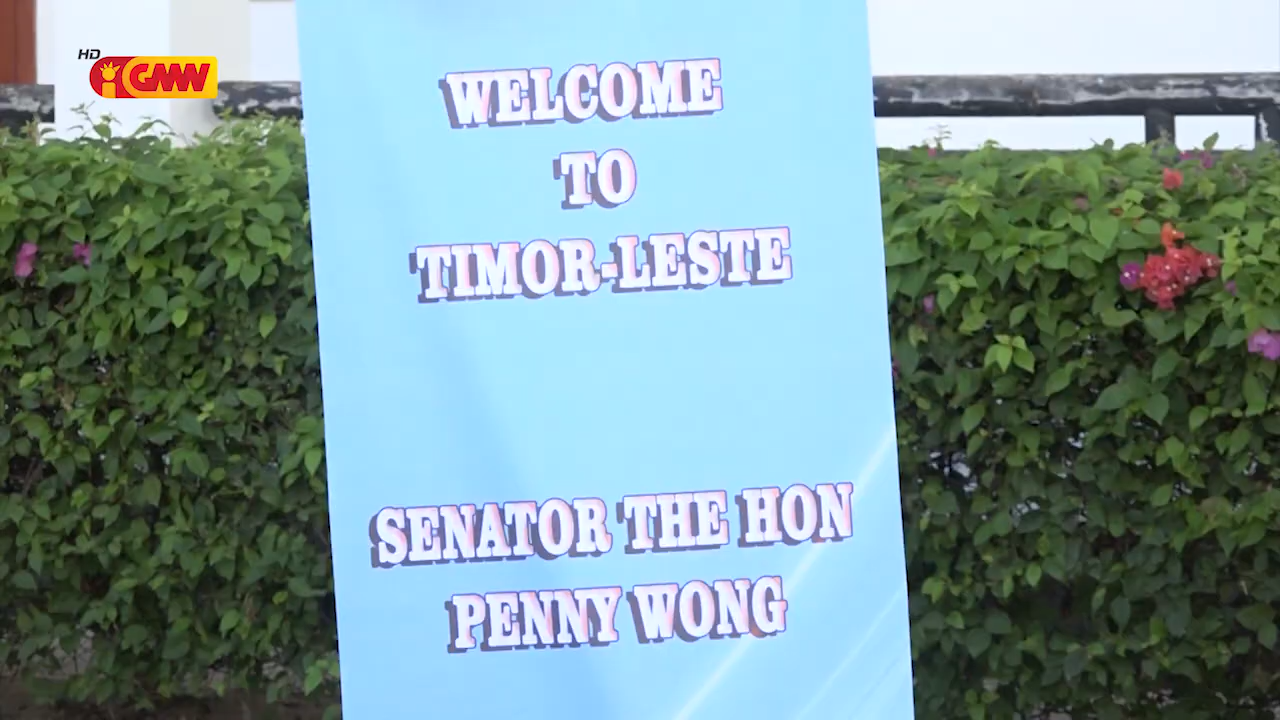 HD
GMN
WELCOME
TO
TIMOR-LESTE
SENATOR THE HON
PENNY WONG